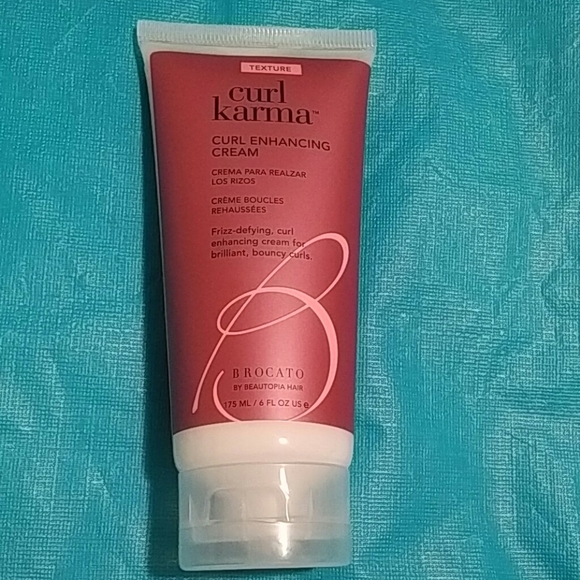 TEXTURE
curl
karma™
CURL ENHANCING
CREAM
CREMA PARA REALZAR
LOS RIZOS
CRÈME BOUCLES
REHAUSSÉES
Frizz-defying, curl
enhancing cream for
brilliant, bouncy curls.
BROCATO
BY BEAUTOPIA HAIR
175 ML / 6 FL OZ US e